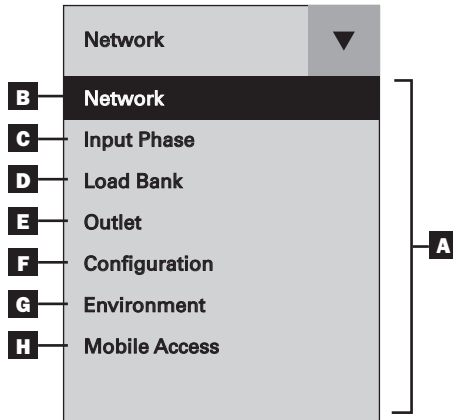 Network
B Network
C Input Phase
D Load Bank
E Outlet
A
F Configuration
G Environment
H Mobile Access